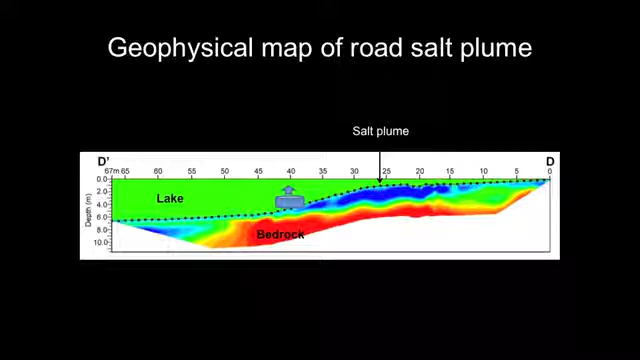 Geophysical map of road salt plume
Salt plume
D' D
67m 65 60 55 50 45 40 35 30 25 20 15 10 5 0
0.0
2.0
Lake
4.0
6.0
Bedrock
8.0
10.0
Depth (m)